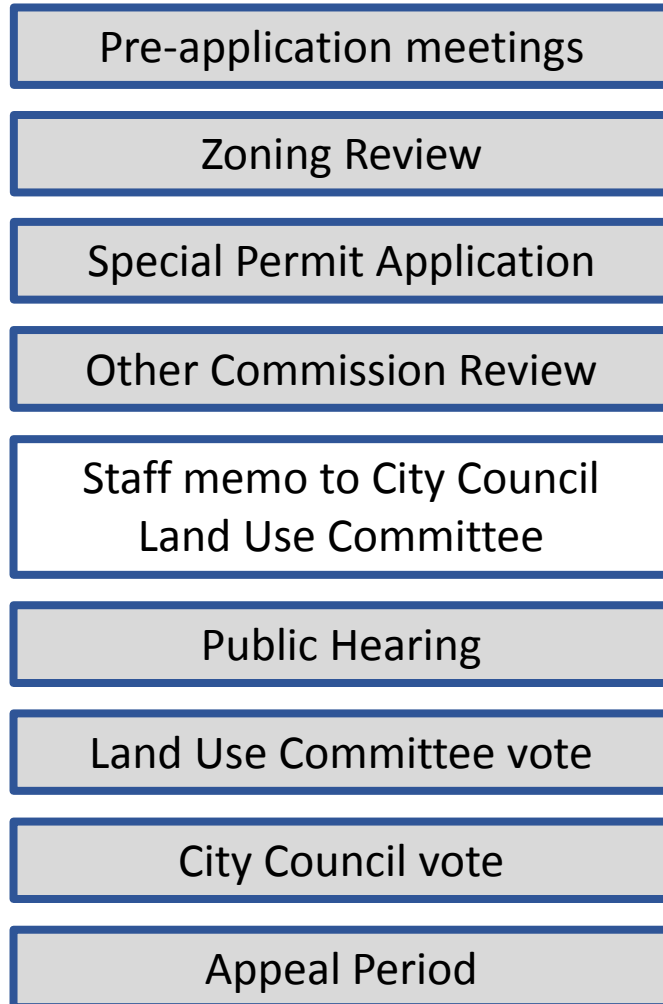 Pre-application meetings
Zoning Review
Special Permit Application
Other Commission Review
Staff memo to City Council
Land Use Committee
Public Hearing
Land Use Committee vote
City Council vote
Appeal Period